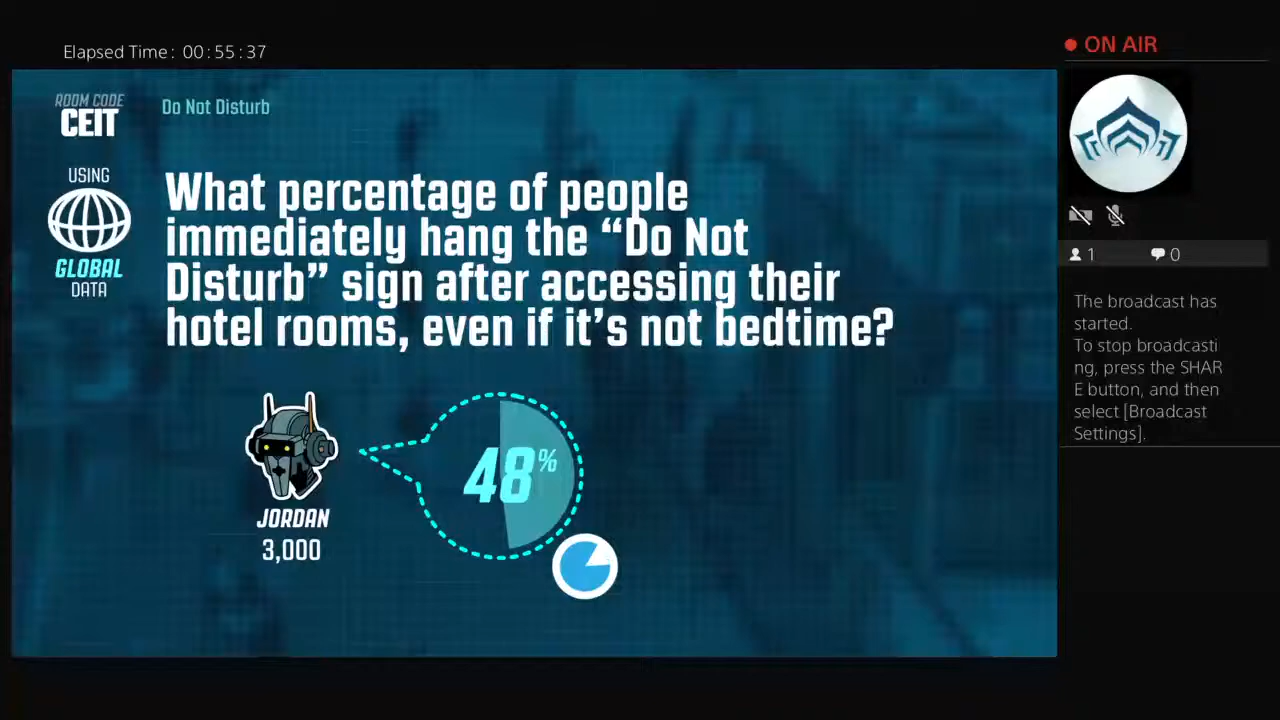 Elapsed Time: 00:55:37
ON AIR
ROOM CODE
CEIT
Do Not Disturb
USING
GLOBAL
DATA
What percentage of people
immediately hang the “Do Not
Disturb” sign after accessing their
hotel rooms, even if it’s not bedtime?
48%
JORDAN
3,000
1
0
The broadcast has
started.
To stop broadcasti
ng, press the SHAR
E button, and then
select [Broadcast
Settings].